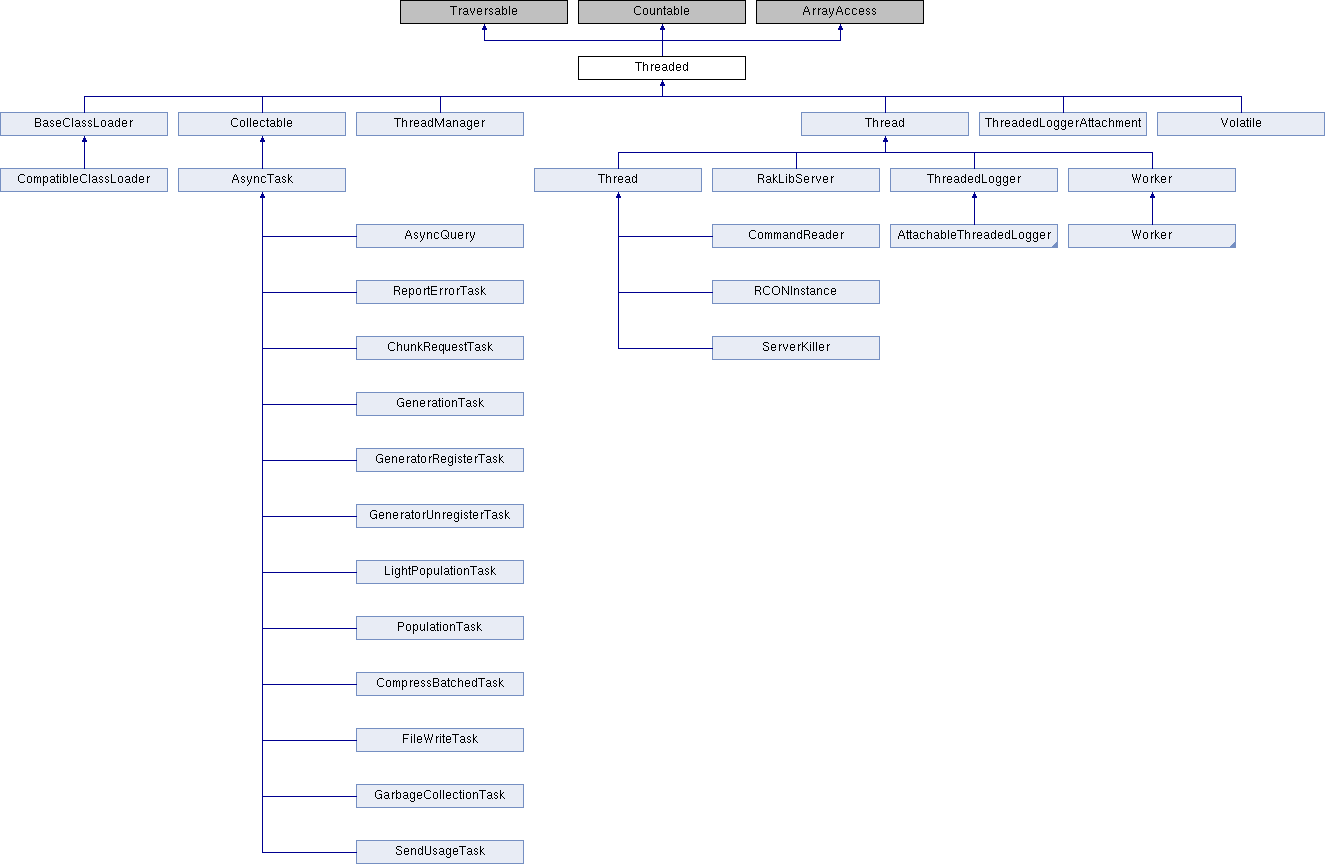 Traversable
Countable
ArrayAccess
Threaded
BaseClassLoader
Collectable
ThreadManager
Thread
ThreadedLoggerAttachment
Volatile
CompatibleClassLoader
AsyncTask
Thread
RakLibServer
ThreadedLogger
Worker
AsyncQuery
CommandReader
AttachableThreadedLogger
Worker
ReportErrorTask
RCONInstance
ChunkRequestTask
ServerKiller
GenerationTask
GeneratorRegisterTask
GeneratorUnregisterTask
LightPopulationTask
PopulationTask
CompressBatchedTask
FileWriteTask
GarbageCollectionTask
SendUsageTask